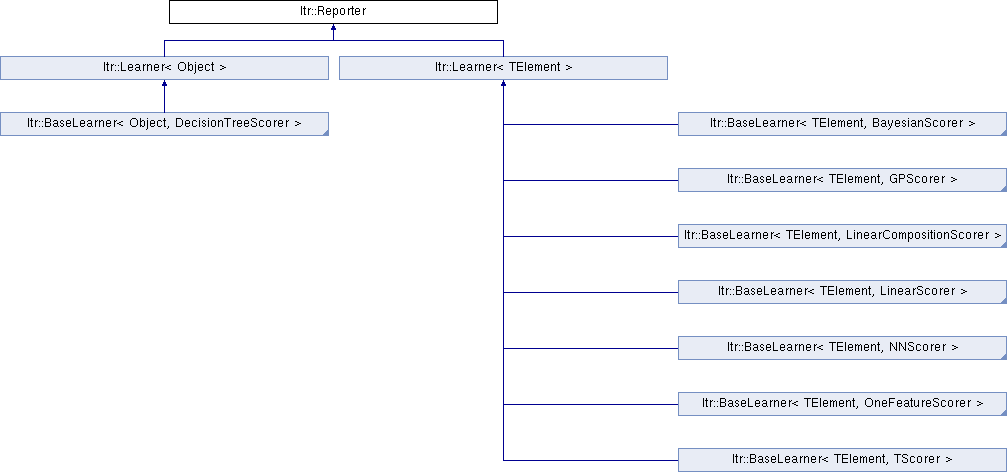 ltr::Reporter
ltr::Learner< Object >
ltr::Learner< TElement >
ltr::BaseLearner< Object, DecisionTreeScorer >
ltr::BaseLearner< TElement, BayesianScorer >
ltr::BaseLearner< TElement, GPScorer >
ltr::BaseLearner< TElement, LinearCompositionScorer >
ltr::BaseLearner< TElement, LinearScorer >
ltr::BaseLearner< TElement, NNScorer >
ltr::BaseLearner< TElement, OneFeatureScorer >
ltr::BaseLearner< TElement, TScorer >